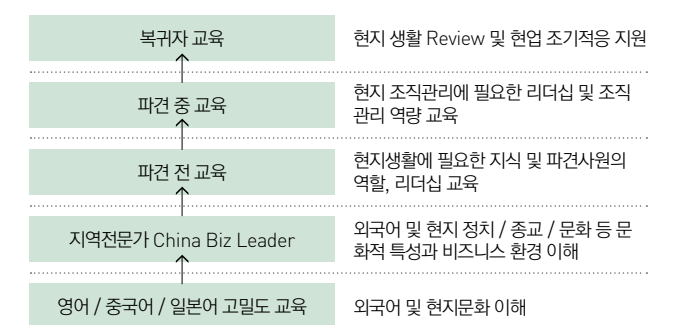 복귀자 교육
현지 생활 Review 및 현업 조기적응 지원
파견 중 교육
현지 조직관리에 필요한 리더십 및 조직
관리 역량 교육
파견 전 교육
현지생활에 필요한 지식 및 파견사원의
역할, 리더십 교육
지역전문가 China Biz Leader
외국어 및 현지 정치 / 종교 / 문화 등 문
화적 특성과 비즈니스 환경 이해
영어 / 중국어 / 일본어 고밀도 교육
외국어 및 현지문화 이해